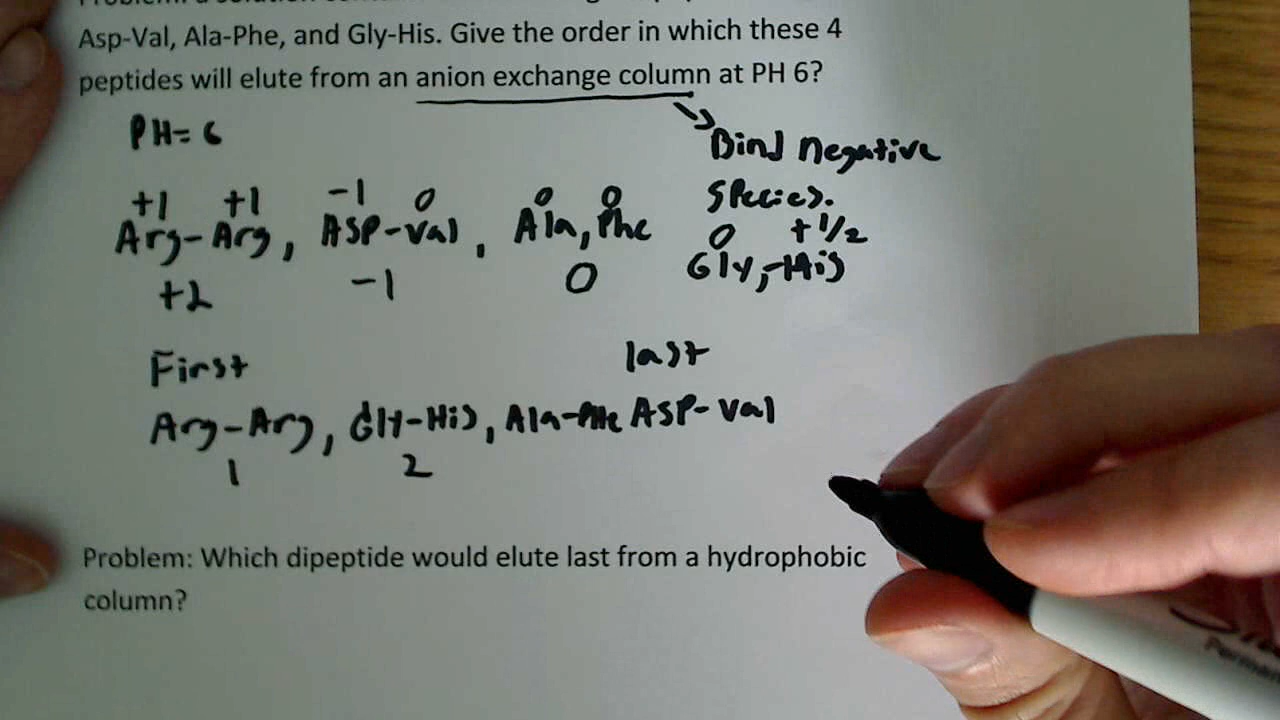 Asp-Val, Ala-Phe, and Gly-His. Give the order in which these 4
peptides will elute from an anion exchange column at PH 6?
PH= 6
Bind negative
species.
+1 +1 -1 0 0 0 0 +1/2
Arg-Arg, ASP-val, Ala, Phe Gly,-His
+2 -1 0
First last
Arg-Arg, Gly-His, Ala-PHe ASP-val
1 2
Problem: Which dipeptide would elute last from a hydrophobic
column?